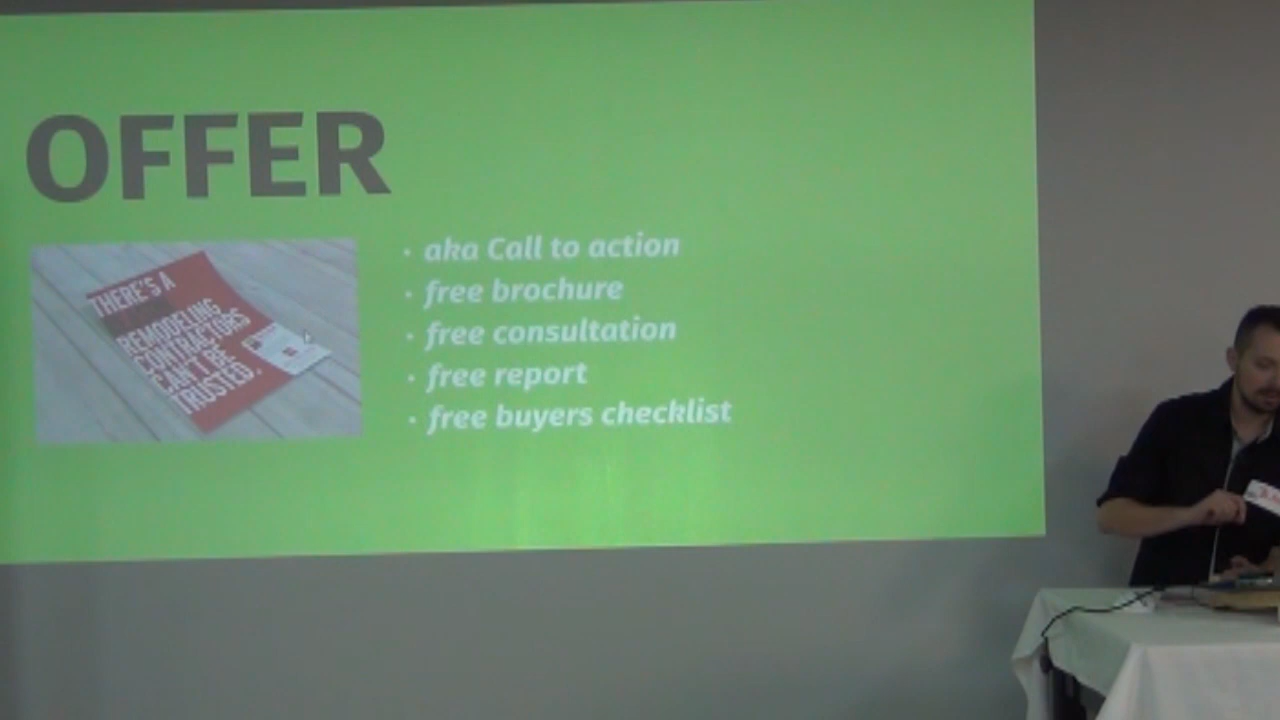 OFFER
· aka Call to action
· free brochure
· free consultation
· free report
· free buyers checklist
THERE'S A
REMODELING
CONTRACTORS
CAN'T BE
TRUSTED.